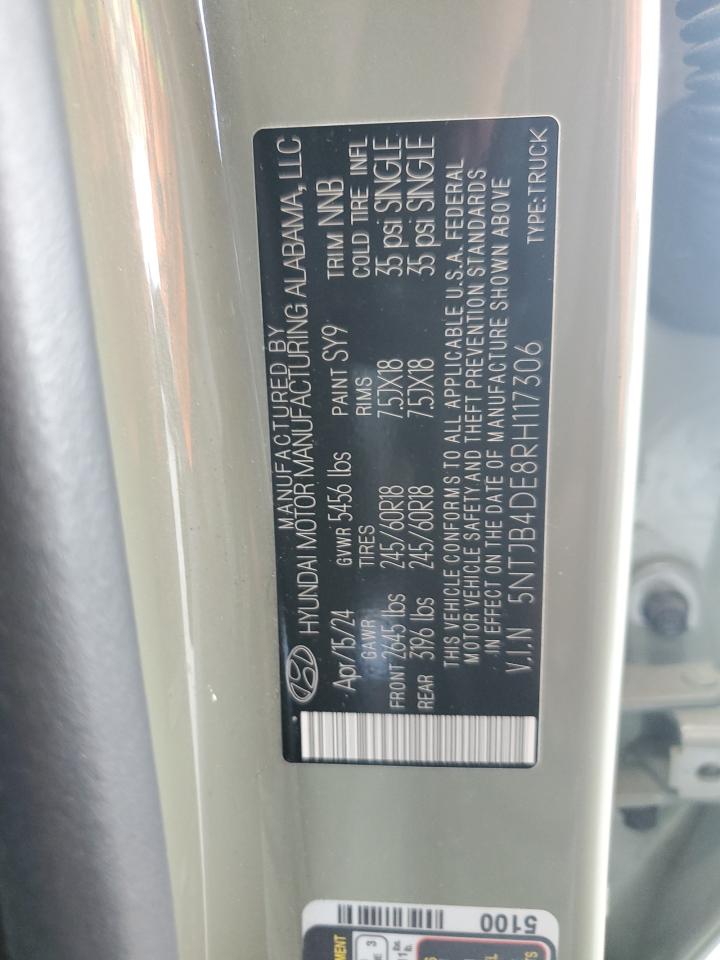 MANUFACTURED BY
HYUNDAI MOTOR MANUFACTURING ALABAMA, LLC
Apr/15/24 GVWR 5456 lbs PAINT SY9 TRIM NNB
GAWR TIRES RIMS COLD TIRE INFL
FRONT 2645 lbs 245/60R18 7.5JX18 35 psi SINGLE
REAR 3196 lbs 245/60R18 7.5JX18 35 psi SINGLE
THIS VEHICLE CONFORMS TO ALL APPLICABLE U.S.A. FEDERAL
MOTOR VEHICLE SAFETY AND THEFT PREVENTION STANDARDS
IN EFFECT ON THE DATE OF MANUFACTURE SHOWN ABOVE
V.I.N 5NTJB4DE8RH117306 TYPE:TRUCK
5100
3